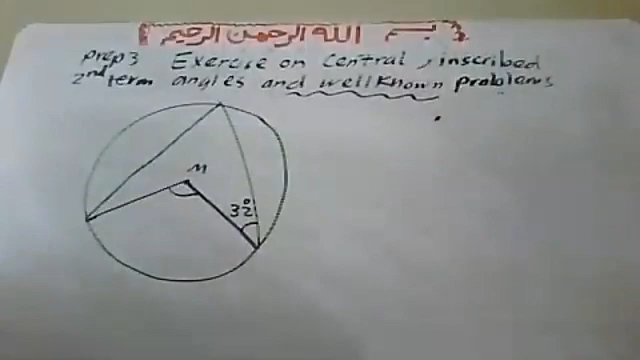 بسم الله الرحمن الرحيم
prep3 Exercise on central, inscribed
2nd term angles and wellknown problems
M
32°